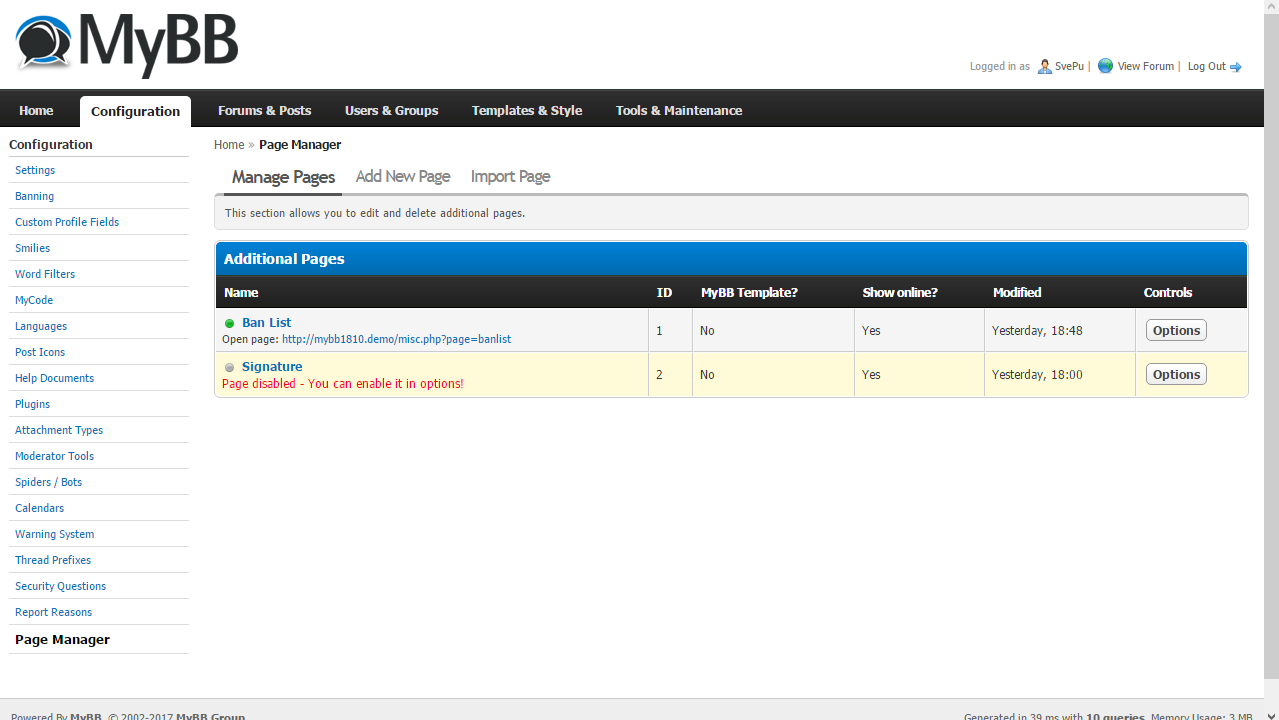 MyBB
Logged in as SvePu | View Forum | Log Out
Home Configuration Forums & Posts Users & Groups Templates & Style Tools & Maintenance
Configuration
Settings
Banning
Custom Profile Fields
Smilies
Word Filters
MyCode
Languages
Post Icons
Help Documents
Plugins
Attachment Types
Moderator Tools
Spiders / Bots
Calendars
Warning System
Thread Prefixes
Security Questions
Report Reasons
Page Manager
Home » Page Manager
Manage Pages Add New Page Import Page
This section allows you to edit and delete additional pages.
Additional Pages
Name ID MyBB Template? Show online? Modified Controls
Ban List
Open page: http://mybb1810.demo/misc.php?page=banlist
1 No Yes Yesterday, 18:48 Options
Signature
Page disabled - You can enable it in options!
2 No Yes Yesterday, 18:00 Options
Powered By MyBB, © 2002-2017 MyBB Group.
Generated in 39 ms with 10 queries. Memory Usage: 3 MB